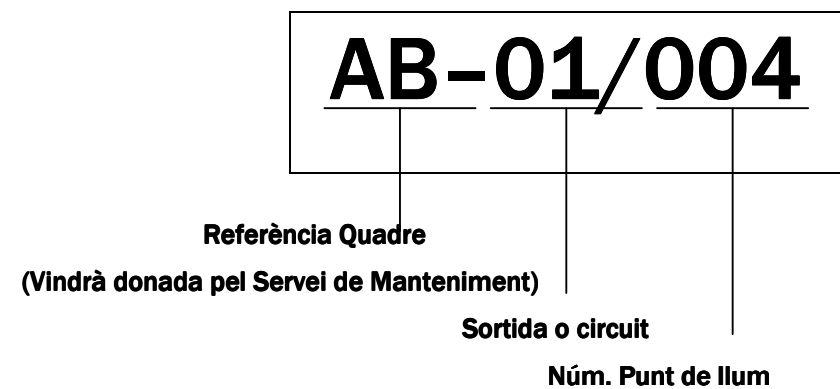 AB-01/004
Referència Quadre
(Vindrà donada pel Servei de Manteniment)
Sortida o circuit
Núm. Punt de llum